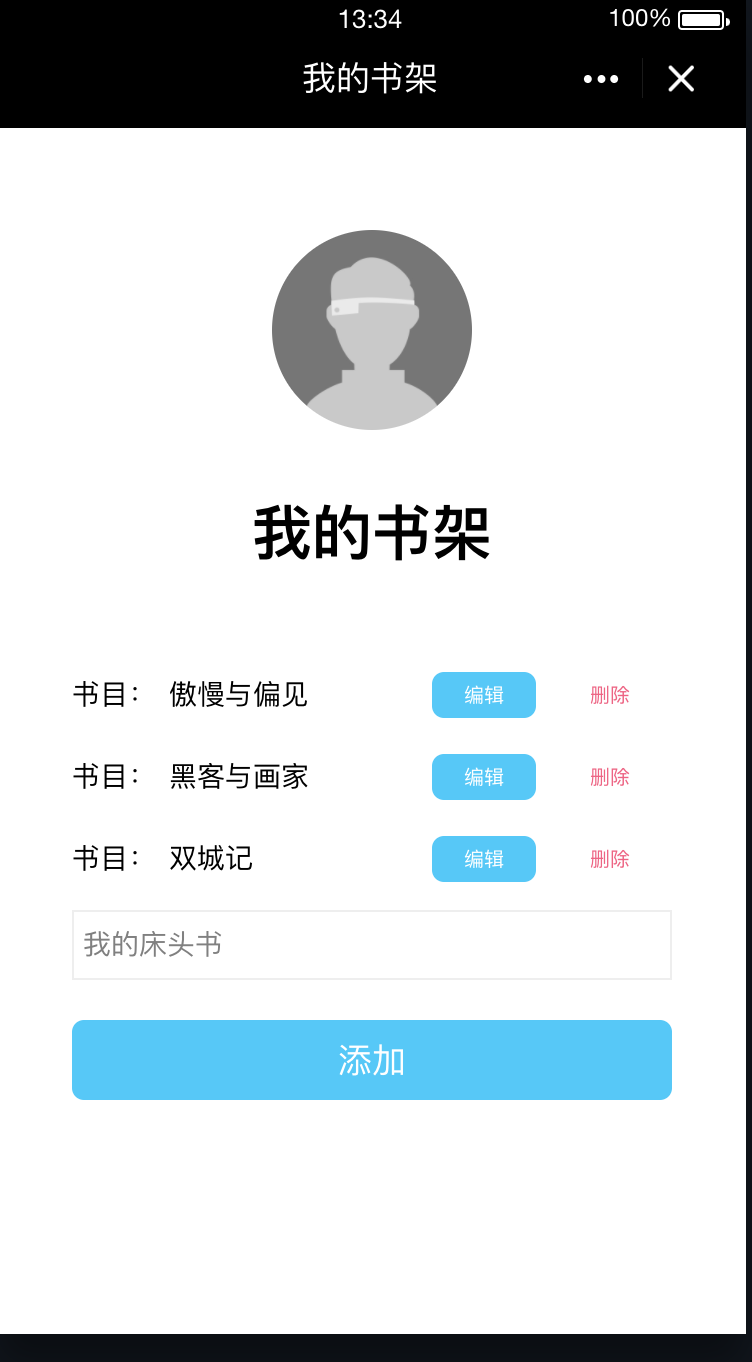 13:34 100%
我的书架
我的书架
书目： 傲慢与偏见 编辑 删除
书目： 黑客与画家 编辑 删除
书目： 双城记 编辑 删除
我的床头书
添加